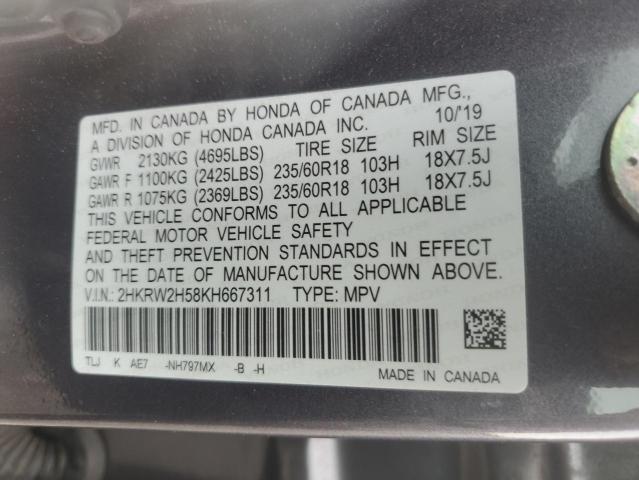 MFD. IN CANADA BY HONDA OF CANADA MFG.,
A DIVISION OF HONDA CANADA INC. 10/'19
GVWR 2130KG (4695LBS) TIRE SIZE RIM SIZE
GAWR F 1100KG (2425LBS) 235/60R18 103H 18X7.5J
GAWR R 1075KG (2369LBS) 235/60R18 103H 18X7.5J
THIS VEHICLE CONFORMS TO ALL APPLICABLE
FEDERAL MOTOR VEHICLE SAFETY
AND THEFT PREVENTION STANDARDS IN EFFECT
ON THE DATE OF MANUFACTURE SHOWN ABOVE.
V.I.N.: 2HKRW2H58KH667311 TYPE: MPV
TLJ K AE7 -NH797MX -B -H
MADE IN CANADA